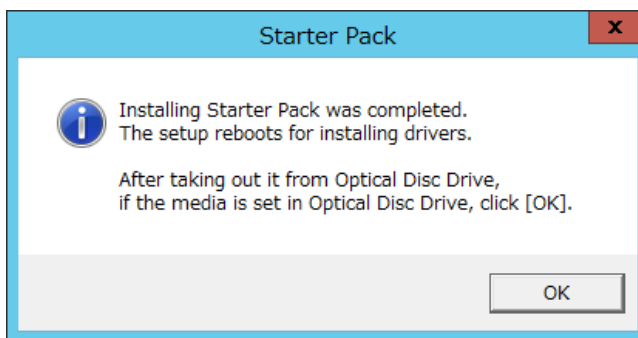 Starter Pack
x
Installing Starter Pack was completed.
The setup reboots for installing drivers.
After taking out it from Optical Disc Drive,
if the media is set in Optical Disc Drive, click [OK].
OK